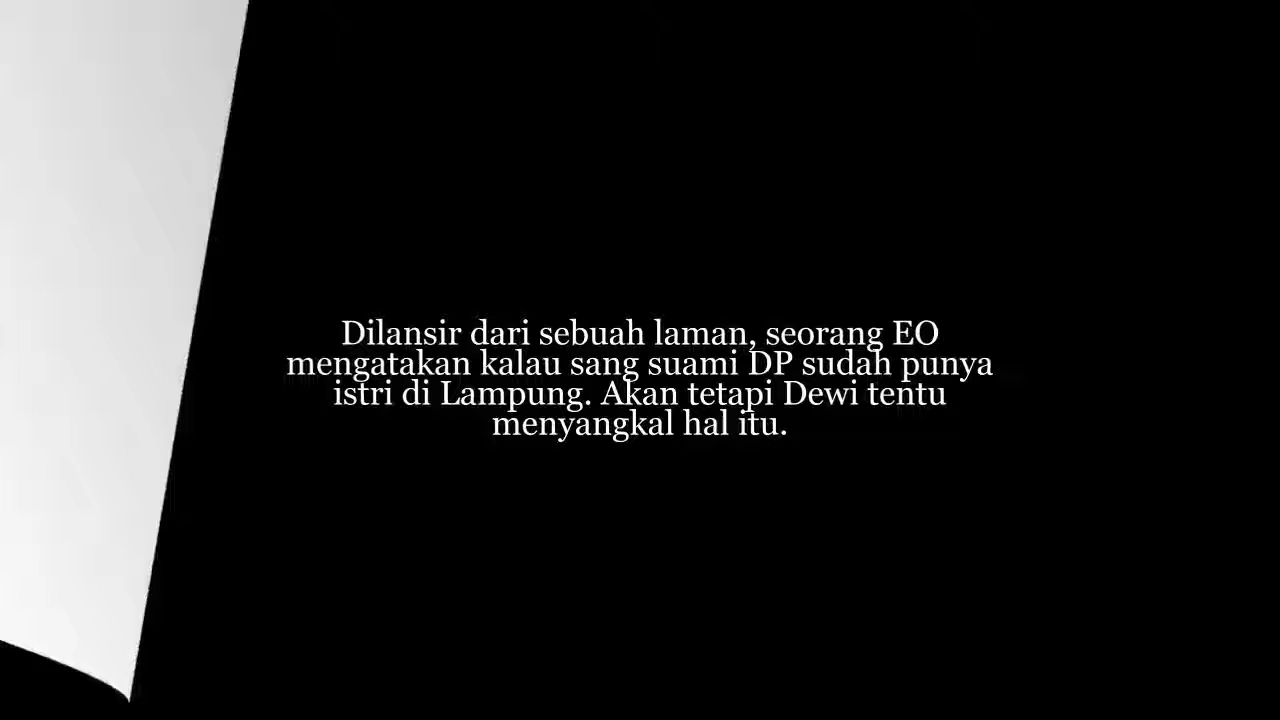 Dilansir dari sebuah laman, seorang EO
mengatakan kalau sang suami DP sudah punya
istri di Lampung. Akan tetapi Dewi tentu
menyangkal hal itu.